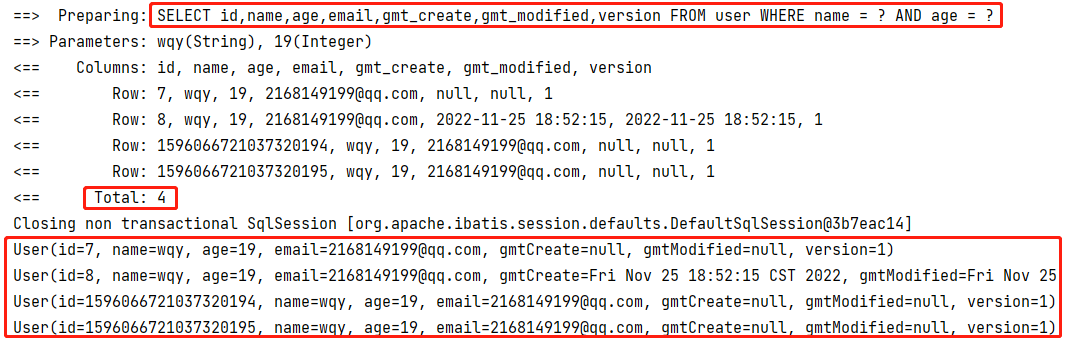 ==>  Preparing: SELECT id,name,age,email,gmt_create,gmt_modified,version FROM user WHERE name = ? AND age = ?
==> Parameters: wqy(String), 19(Integer)
<==    Columns: id, name, age, email, gmt_create, gmt_modified, version
<==        Row: 7, wqy, 19, 2168149199@qq.com, null, null, 1
<==        Row: 8, wqy, 19, 2168149199@qq.com, 2022-11-25 18:52:15, 2022-11-25 18:52:15, 1
<==        Row: 1596066721037320194, wqy, 19, 2168149199@qq.com, null, null, 1
<==        Row: 1596066721037320195, wqy, 19, 2168149199@qq.com, null, null, 1
<==      Total: 4
Closing non transactional SqlSession [org.apache.ibatis.session.defaults.DefaultSqlSession@3b7eac14]
User(id=7, name=wqy, age=19, email=2168149199@qq.com, gmtCreate=null, gmtModified=null, version=1)
User(id=8, name=wqy, age=19, email=2168149199@qq.com, gmtCreate=Fri Nov 25 18:52:15 CST 2022, gmtModified=Fri Nov 25
User(id=1596066721037320194, name=wqy, age=19, email=2168149199@qq.com, gmtCreate=null, gmtModified=null, version=1)
User(id=1596066721037320195, name=wqy, age=19, email=2168149199@qq.com, gmtCreate=null, gmtModified=null, version=1)